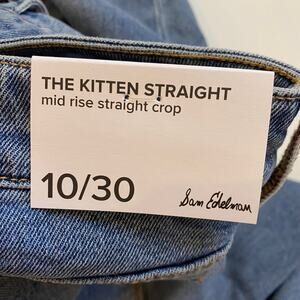 THE KITTEN STRAIGHT
mid rise straight crop
10/30
Sam Edelman